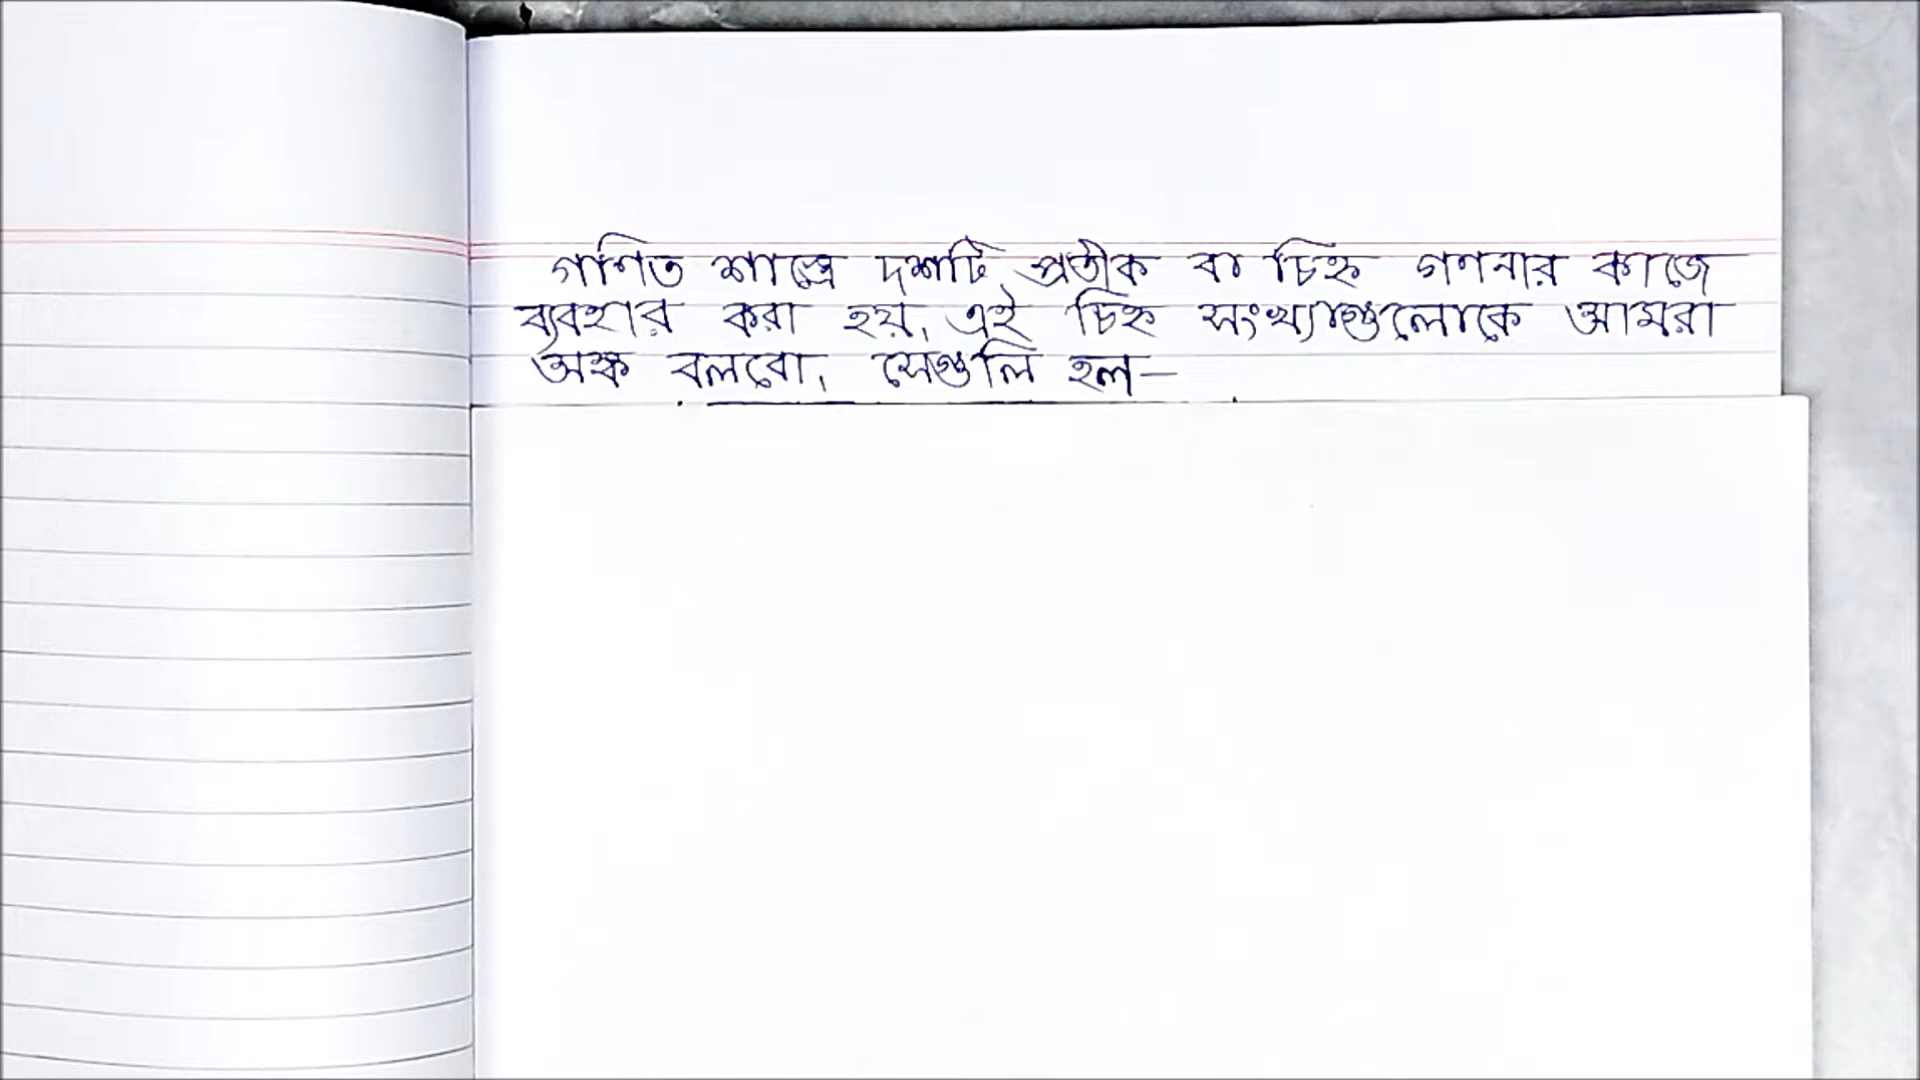 গণিত শাস্ত্রে দশটি প্রতীক বা চিহ্ন গণনার কাজে
ব্যবহার করা হয়, এই চিহ্ন সংখ্যাগুলোকে আমরা
অঙ্ক বলবো, সেগুলি হল—